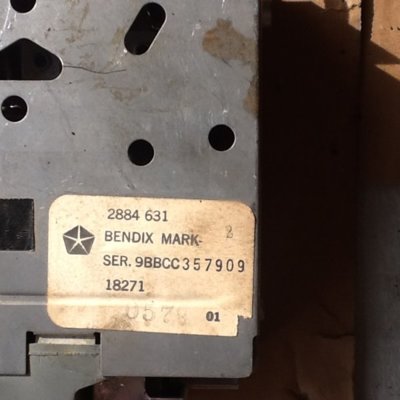 2884 631
BENDIX MARK- 2
SER. 9BBCC357909
18271
01